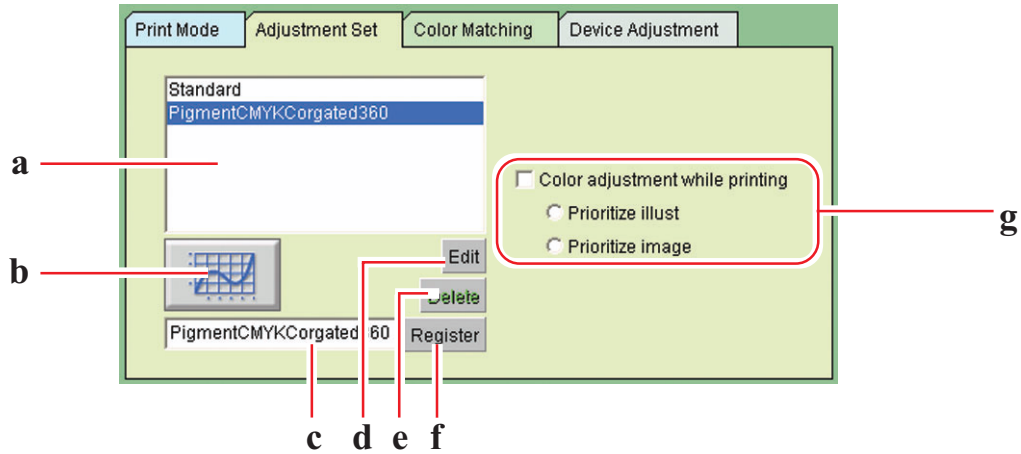 Print Mode Adjustment Set Color Matching Device Adjustment
Standard
PigmentCMYKCorgated360
a
Color adjustment while printing
Prioritize illust
g
Prioritize image
b
Edit
Delete
PigmentCMYKCorgated360 Register
c d e f